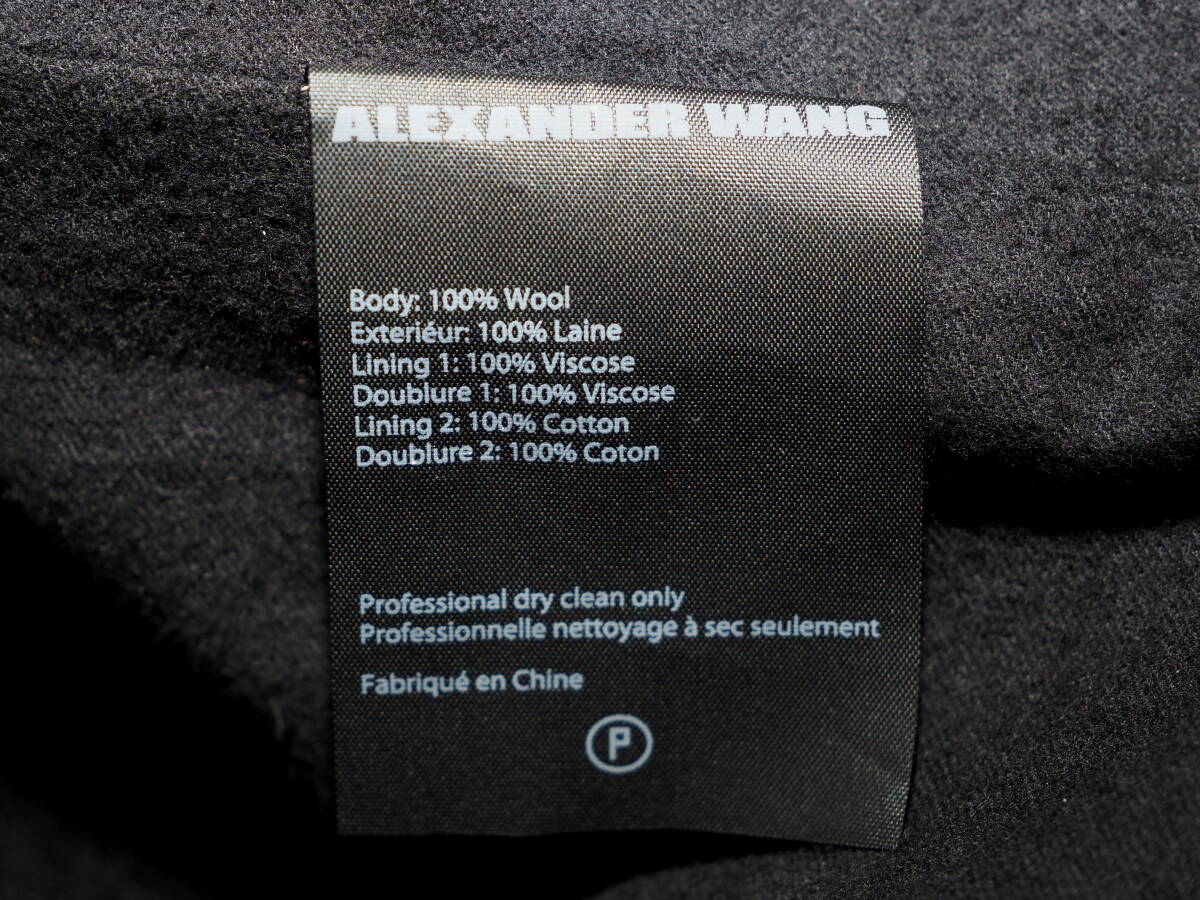 ALEXANDER WANG
Body: 100% Wool
Exteriéur: 100% Laine
Lining 1: 100% Viscose
Doublure 1: 100% Viscose
Lining 2: 100% Cotton
Doublure 2: 100% Coton
Professional dry clean only
Professionnelle nettoyage à sec seulement
Fabriqué en Chine
P